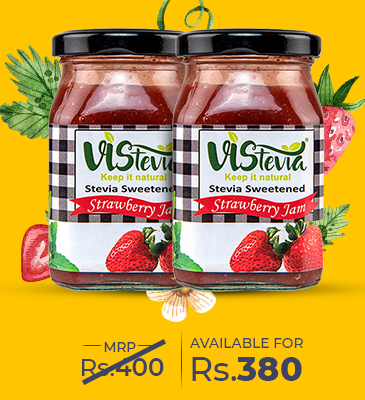 ViStevia
Keep it natural
Stevia Sweetened
Strawberry Ja
ViStevia®
Keep it natural
Stevia Sweetened
Strawberry Jam
MRP
Rs.400
AVAILABLE FOR
Rs.380